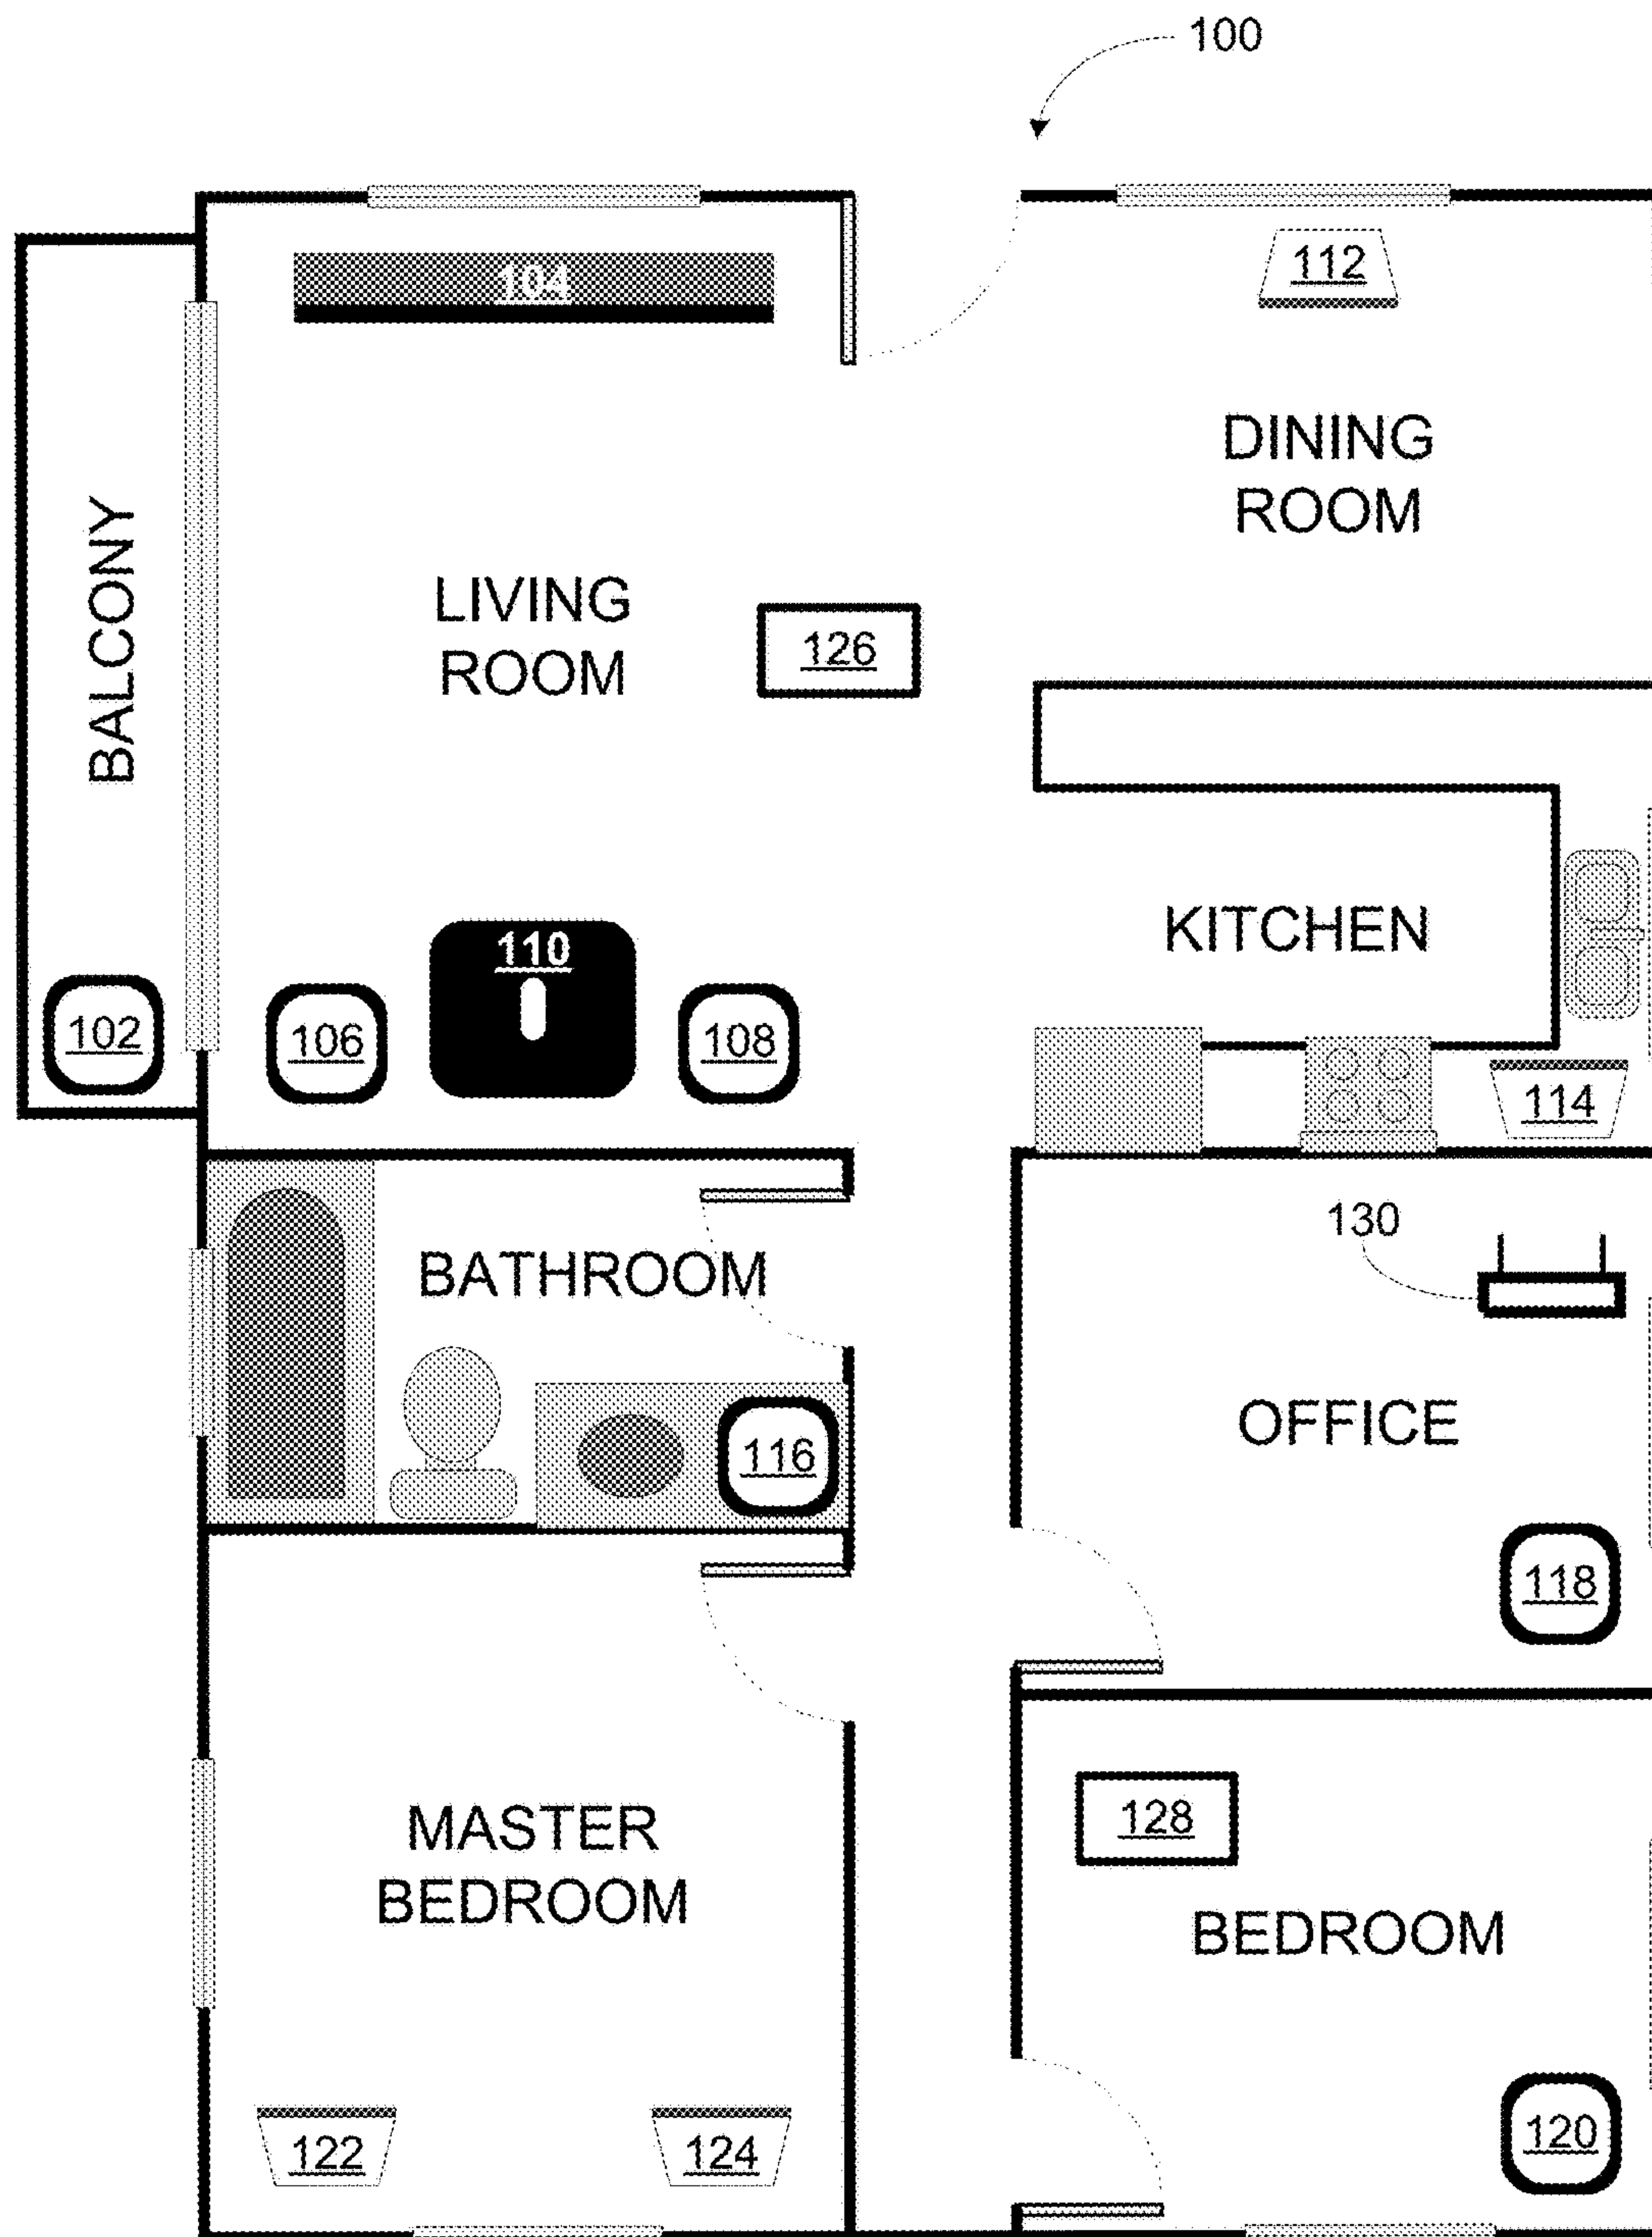 100
104
112
DINING
ROOM
BALCONY
LIVING
ROOM
126
KITCHEN
110
102
106
108
114
130
BATHROOM
OFFICE
116
118
128
MASTER
BEDROOM
BEDROOM
122
124
120